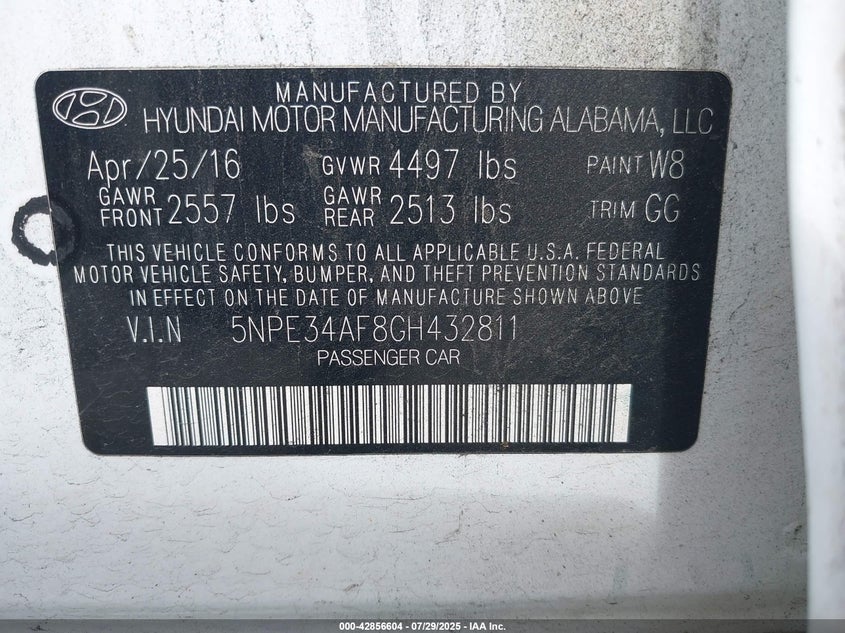 MANUFACTURED BY
HYUNDAI MOTOR MANUFACTURING ALABAMA, LLC
Apr/25/16 GVWR 4497 lbs PAINT W8
GAWR FRONT 2557 lbs GAWR REAR 2513 lbs TRIM GG
THIS VEHICLE CONFORMS TO ALL APPLICABLE U.S.A. FEDERAL
MOTOR VEHICLE SAFETY, BUMPER, AND THEFT PREVENTION STANDARDS
IN EFFECT ON THE DATE OF MANUFACTURE SHOWN ABOVE
V.I.N 5NPE34AF8GH432811
PASSENGER CAR
000-42856604 | 07/29/2025 - IAA Inc.